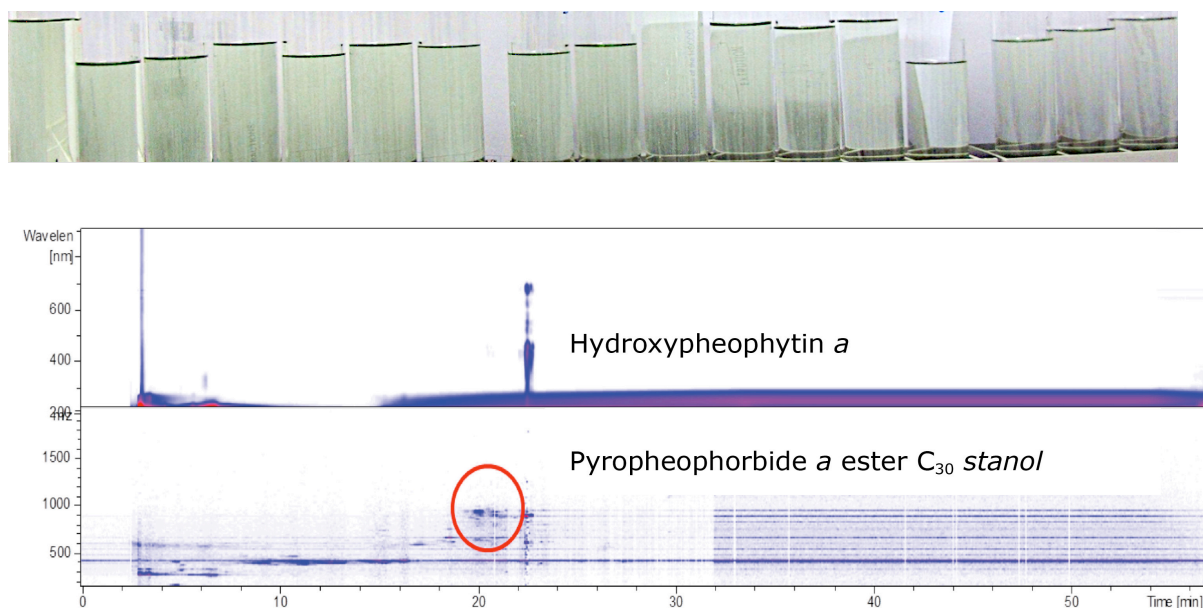 Wavelen
[nm]
600
Hydroxypheophytin a
400
200
m/z
Pyropheophorbide a ester C₃₀ stanol
1500
1000
500
0 10 20 30 40 50 Time [min]